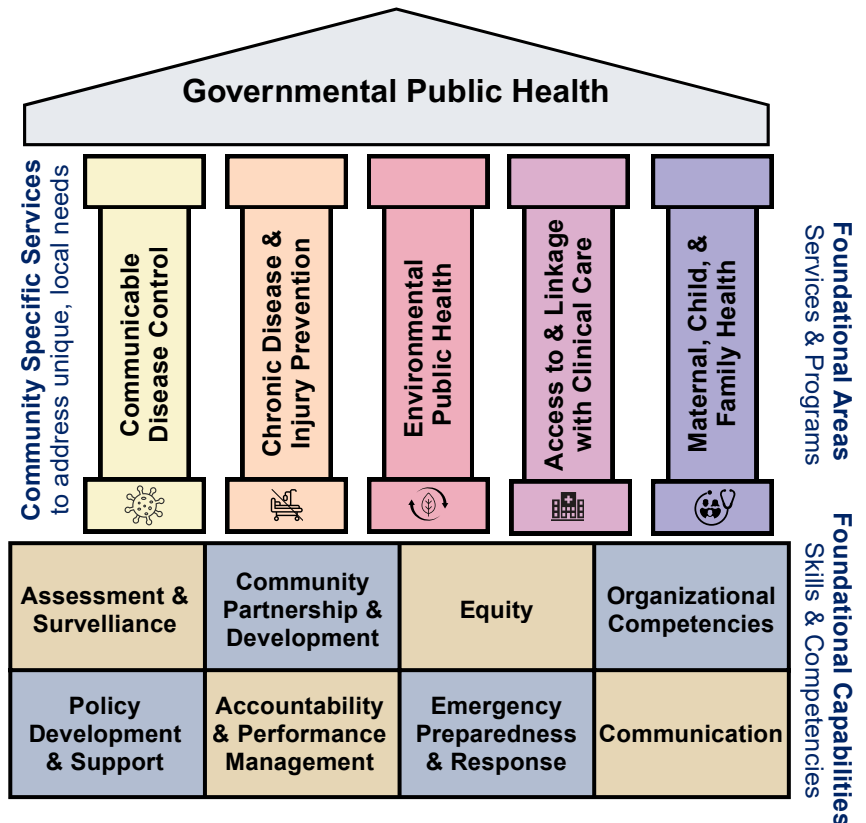 Governmental Public Health
Community Specific Services
to address unique, local needs
Communicable
Disease Control
Chronic Disease &
Injury Prevention
Environmental
Public Health
Access to & Linkage
with Clinical Care
Maternal, Child, &
Family Health
Foundational Areas
Services & Programs
Assessment &
Survelliance
Community
Partnership &
Development
Equity
Organizational
Competencies
Policy
Development
& Support
Accountability
& Performance
Management
Emergency
Preparedness
& Response
Communication
Foundational Capabilities
Skills & Competencies